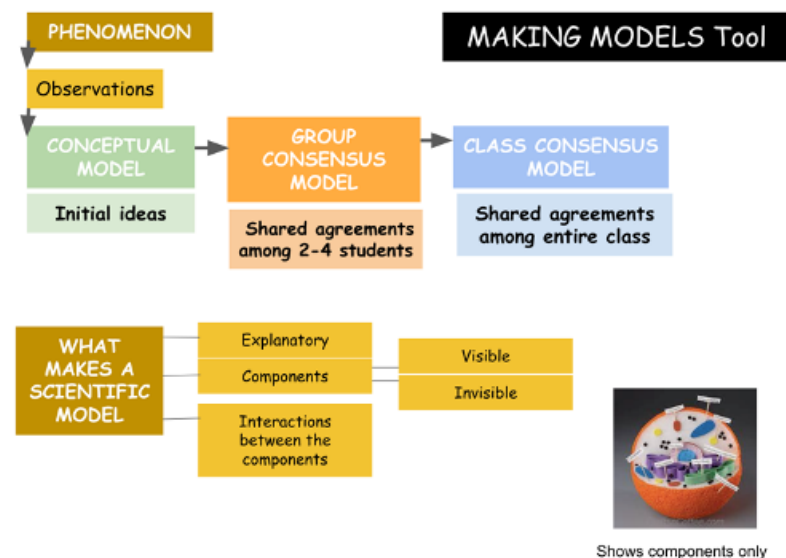 PHENOMENON
MAKING MODELS Tool
Observations
CONCEPTUAL
MODEL
GROUP
CONSENSUS
MODEL
CLASS CONSENSUS
MODEL
Initial ideas
Shared agreements
among 2-4 students
Shared agreements
among entire class
WHAT
MAKES A
SCIENTIFIC
MODEL
Explanatory
Components
Visible
Invisible
Interactions
between the
components
Shows components only